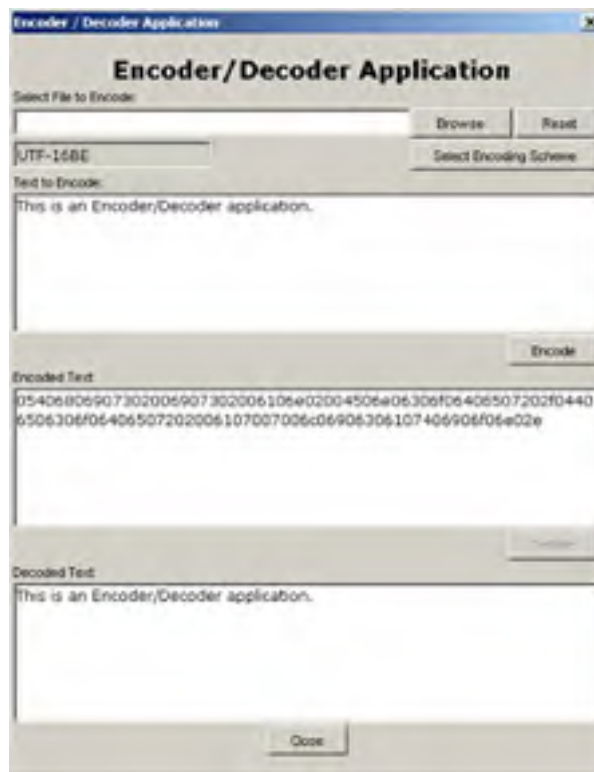 Encoder / Decoder Application
Encoder/Decoder Application
Select File to Encode:
Browse Reset
UTF-16BE Select Encoding Scheme
Text to Encode:
This is an Encoder/Decoder application.
Encode
Encoded Text:
05406806907302006907302006106e02004506e06306f06406507202f0440
6506306f06406507202006107007006c06906306107406906f06e02e
Decoded Text:
This is an Encoder/Decoder application.
Close